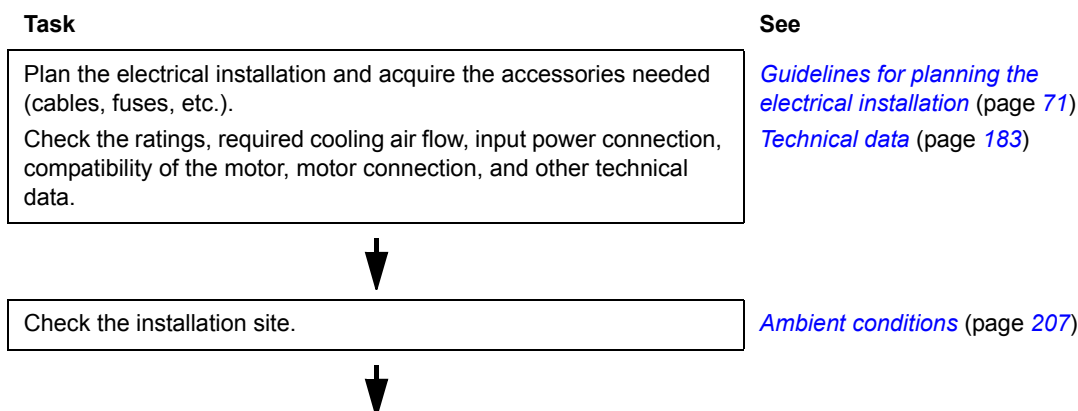 Task See
Plan the electrical installation and acquire the accessories needed
(cables, fuses, etc.).
Check the ratings, required cooling air flow, input power connection,
compatibility of the motor, motor connection, and other technical
data.
Guidelines for planning the
electrical installation (page 71)
Technical data (page 183)
Check the installation site.
Ambient conditions (page 207)